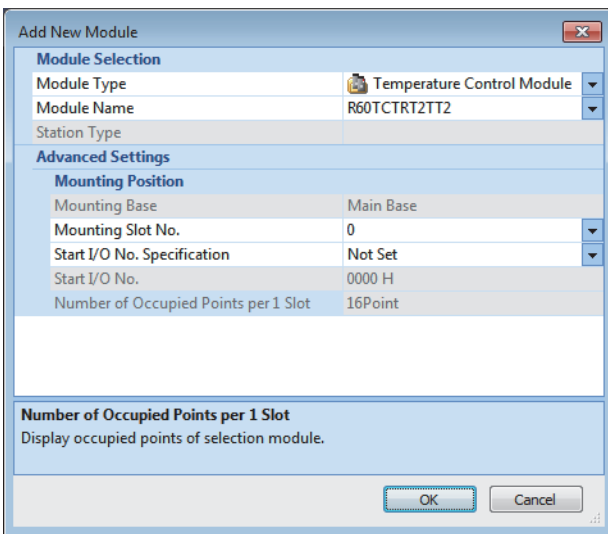 Add New Module
Module Selection
Module Type Temperature Control Module
Module Name R60TCTRT2TT2
Station Type
Advanced Settings
Mounting Position
Mounting Base Main Base
Mounting Slot No. 0
Start I/O No. Specification Not Set
Start I/O No. 0000 H
Number of Occupied Points per 1 Slot 16Point
Number of Occupied Points per 1 Slot
Display occupied points of selection module.
OK Cancel